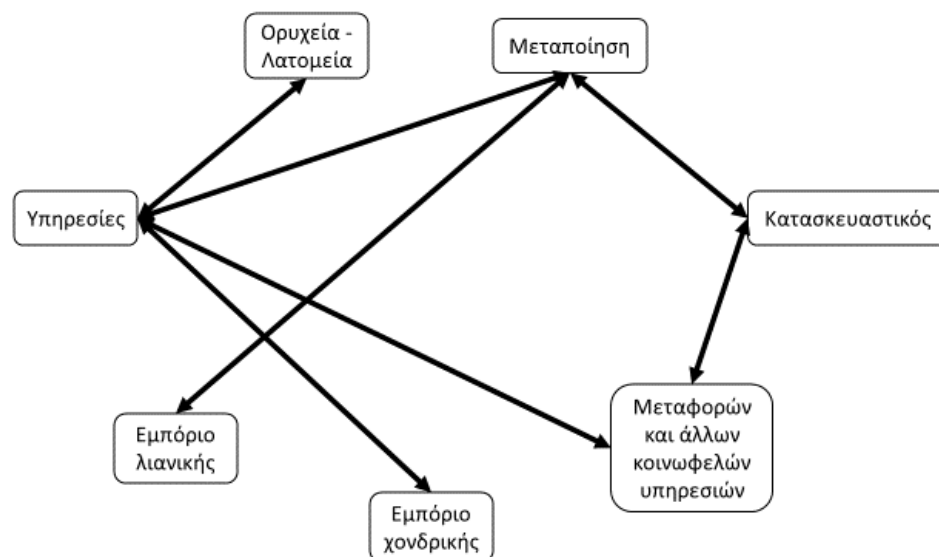 Ορυχεία -
Λατομεία
Μεταποίηση
Υπηρεσίες
Κατασκευαστικός
Εμπόριο
λιανικής
Μεταφορών
και άλλων
κοινωφελών
υπηρεσιών
Εμπόριο
χονδρικής